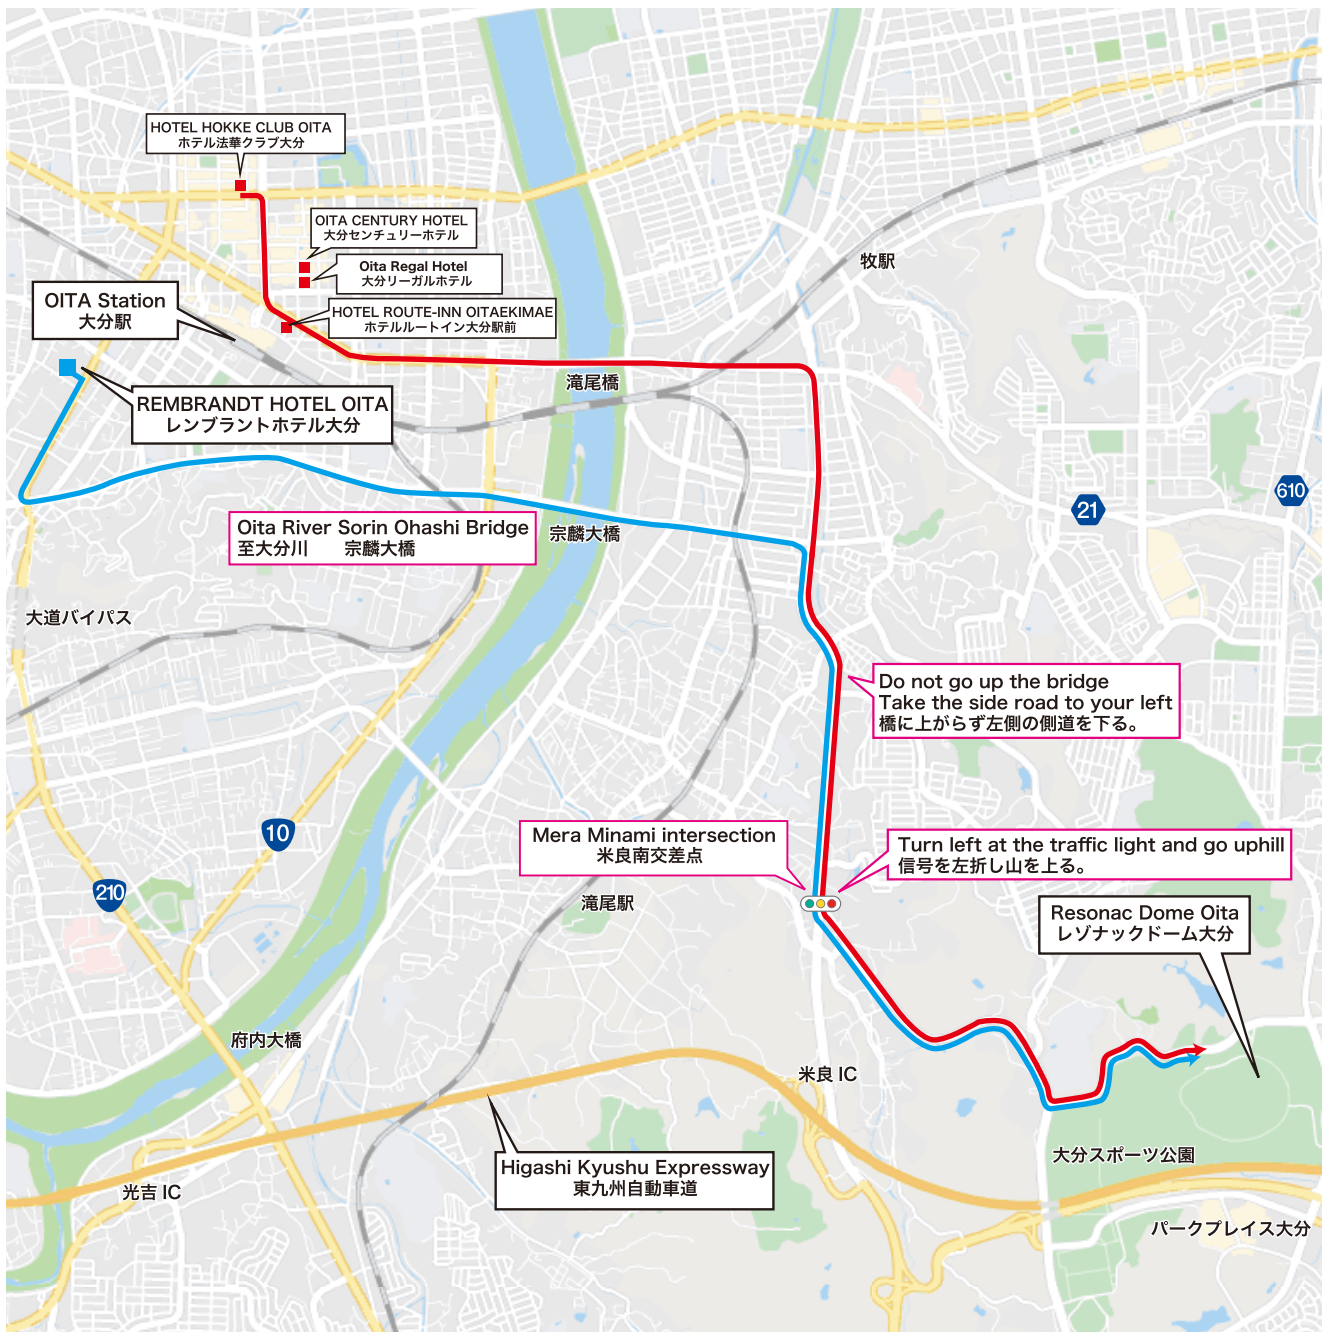 HOTEL HOKKE CLUB OITA
ホテル法華クラブ大分
OITA CENTURY HOTEL
大分センチュリーホテル
Oita Regal Hotel
大分リーガルホテル
牧駅
OITA Station
大分駅
HOTEL ROUTE-INN OITAEKIMAE
ホテルルートイン大分駅前
滝尾橋
REMBRANDT HOTEL OITA
レンブラントホテル大分
610
21
Oita River Sorin Ohashi Bridge
至大分川　　宗麟大橋
宗麟大橋
大道バイパス
Do not go up the bridge
Take the side road to your left
橋に上がらず左側の側道を下る。
10
Mera Minami intersection
米良南交差点
Turn left at the traffic light and go uphill
信号を左折し山を上る。
210
滝尾駅
Resonac Dome Oita
レゾナックドーム大分
府内大橋
米良 IC
大分スポーツ公園
Higashi Kyushu Expressway
東九州自動車道
光吉 IC
パークプレイス大分